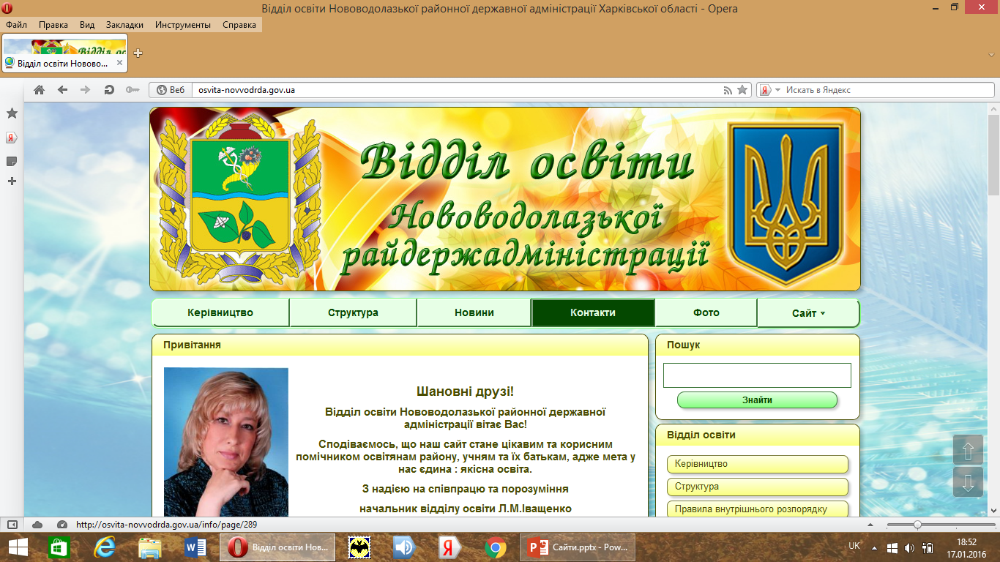 Відділ освіти Нововодолазької районної державної адміністрації Харківської області - Opera
Файл Правка Вид Закладки Инструменты Справка
Відділ ос
Відділ освіти Нововo...
Веб osvita-novvodrda.gov.ua Искать в Яндекс
Відділ освіти
Нововодолазької
райдержадміністрації
Керівництво Структура Новини Контакти Фото Сайт
Привітання
Шановні друзі!
Відділ освіти Нововодолазької районної державної
адміністрації вітає Вас!
Сподіваємось, що наш сайт стане цікавим та корисним
помічником освітянам району, учням та їх батькам, адже мета у
нас єдина : якісна освіта.
З надією на співпрацю та порозуміння
начальник відділу освіти Л.М.Іващенко
Пошук
Знайти
Відділ освіти
Керівництво
Структура
Правила внутрішнього розпорядку
http://osvita-novvodrda.gov.ua/info/page/289
Відділ освіти Нов...
Сайти.pptx - Pow...
UK
18:52
17.01.2016